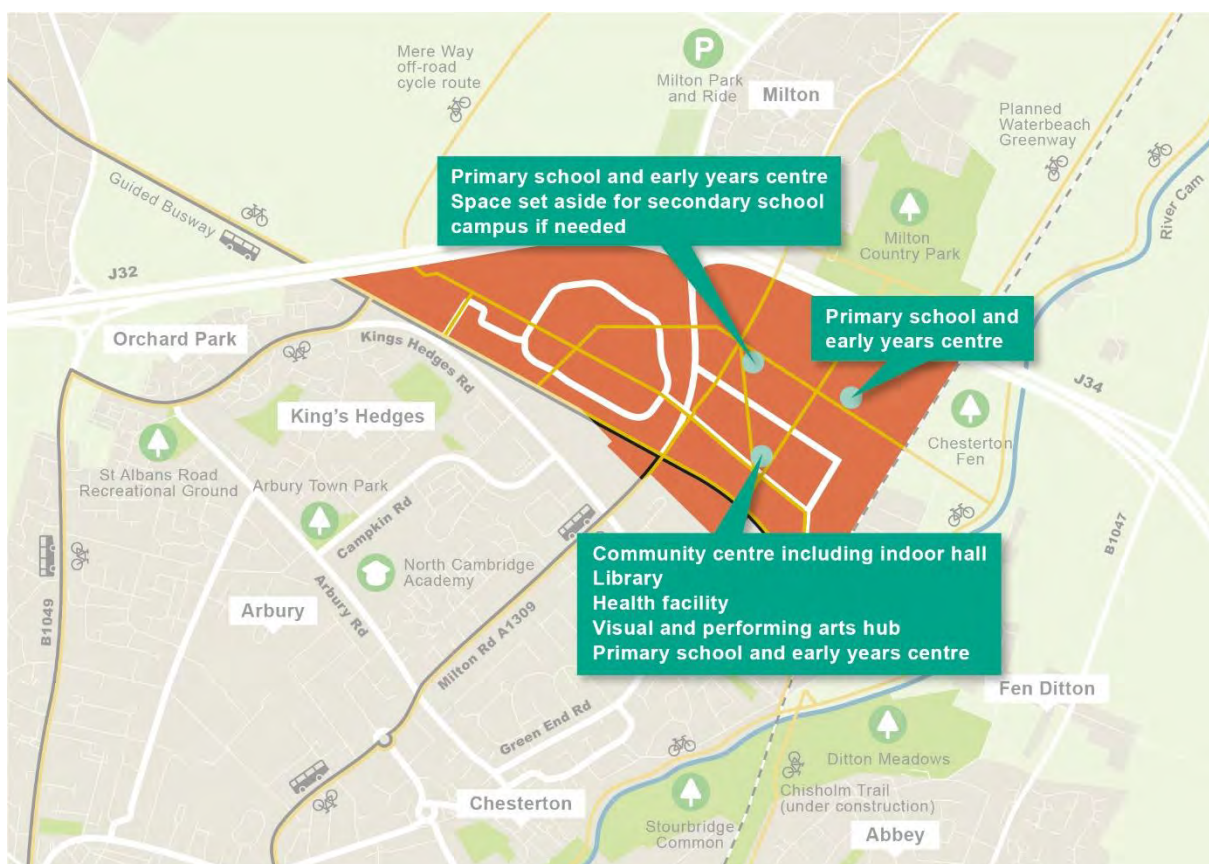 Mere Way
off-road
cycle route
P
Milton Park
and Ride
Milton
Planned
Waterbeach
Greenway
River Cam
Guided Busway
Primary school and early years centre
Space set aside for secondary school
campus if needed
Milton
Country Park
J32
Primary school and
early years centre
Orchard Park
Kings Hedges Rd
J34
King's Hedges
Chesterton
Fen
St Albans Road
Recreational Ground
Arbury Town Park
Campkin Rd
B1047
B1049
North Cambridge
Academy
Community centre including indoor hall
Library
Health facility
Visual and performing arts hub
Primary school and early years centre
Arbury
Arbury Rd
Milton Rd A1309
Fen Ditton
Green End Rd
Ditton Meadows
Chisholm Trail
(under construction)
Chesterton
Stourbridge
Common
Abbey